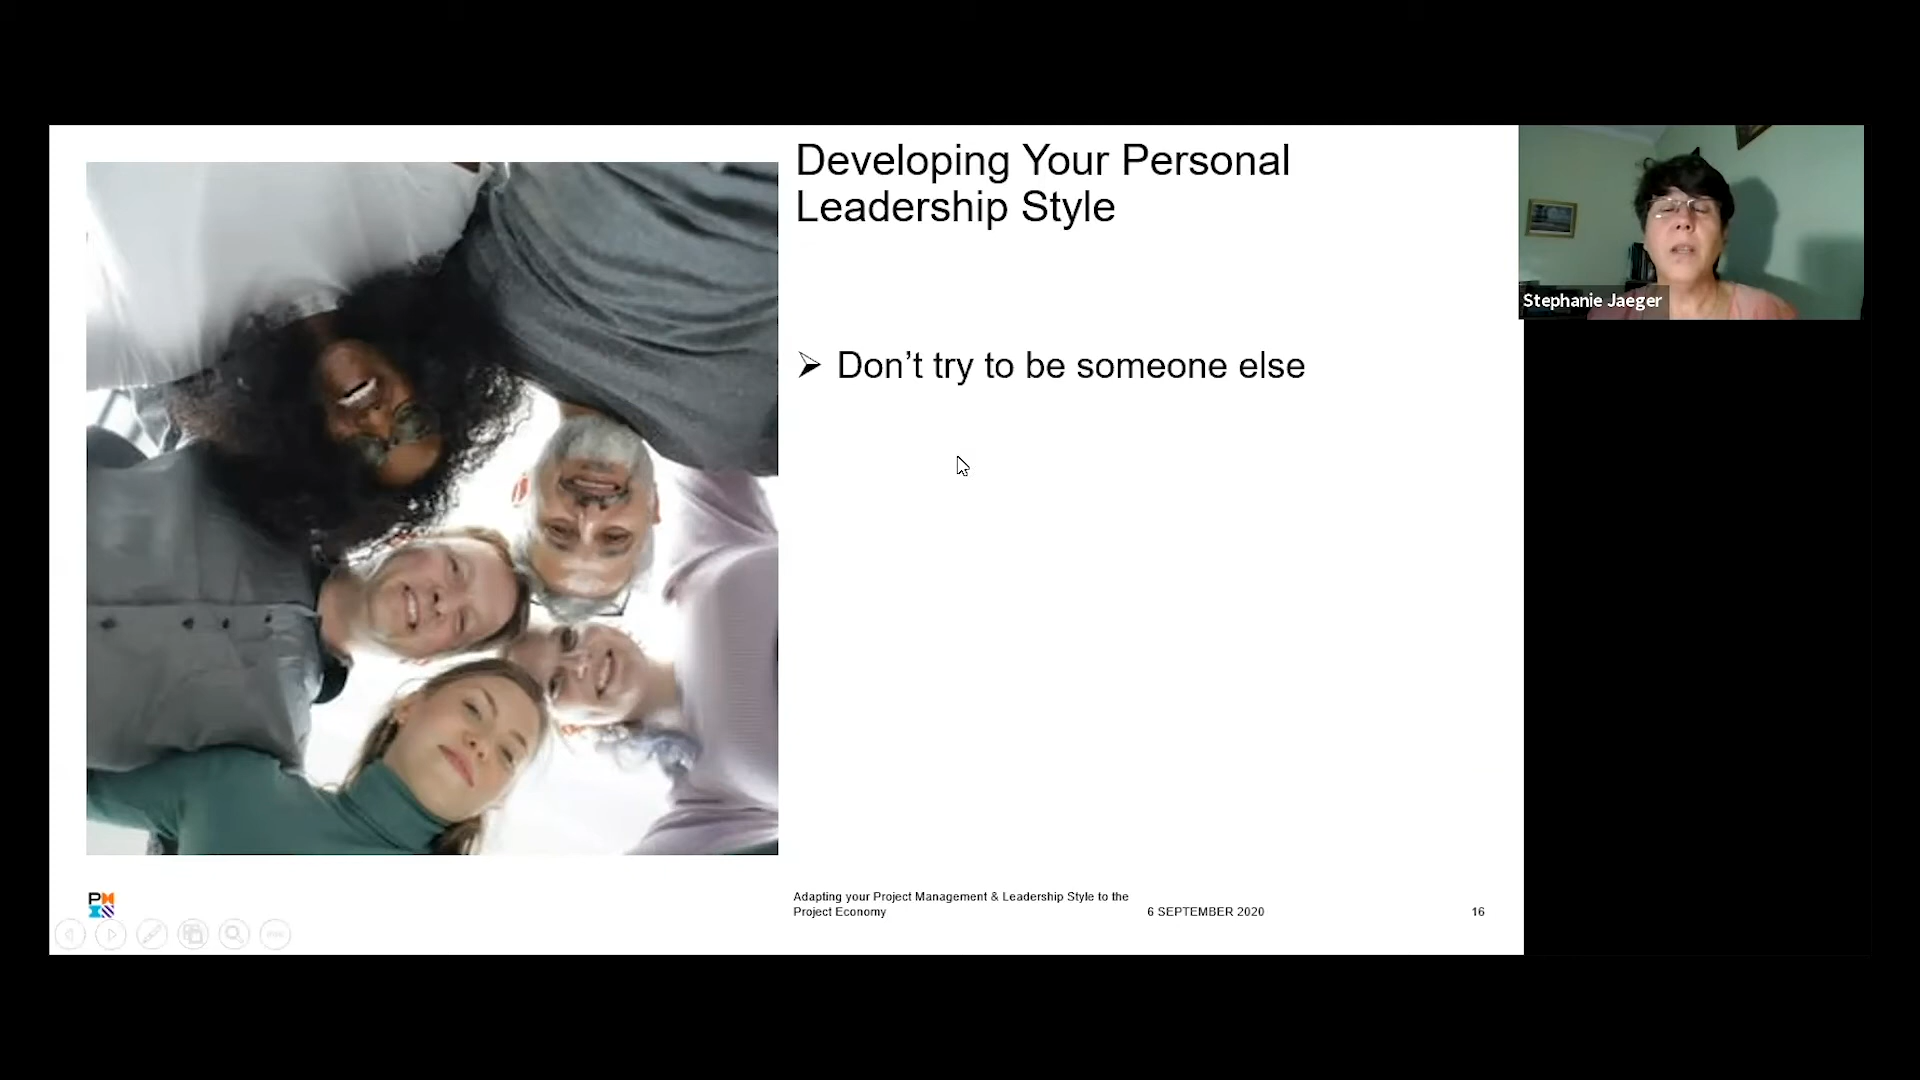 Developing Your Personal
Leadership Style
Stephanie Jaeger
➢ Don’t try to be someone else
PM
Adapting your Project Management & Leadership Style to the
Project Economy
6 SEPTEMBER 2020
16